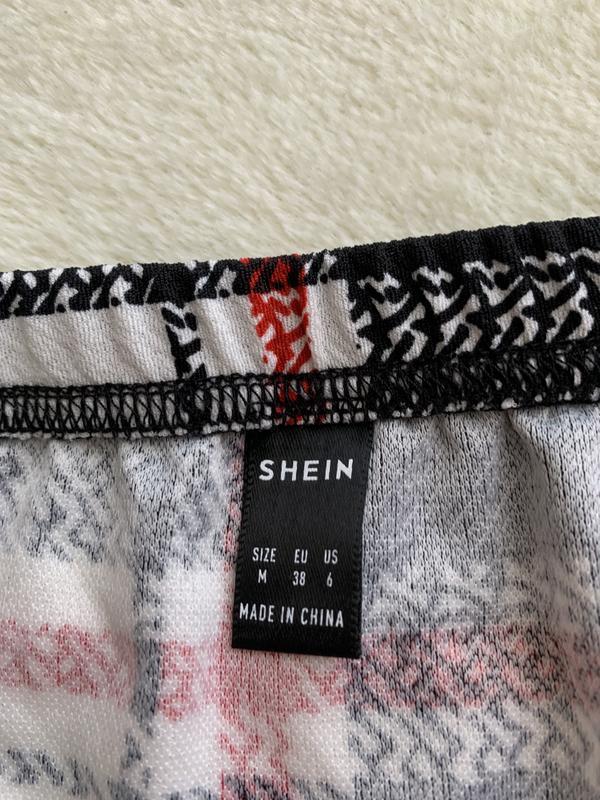 SHEIN
SIZE EU US
M 38 6
MADE IN CHINA